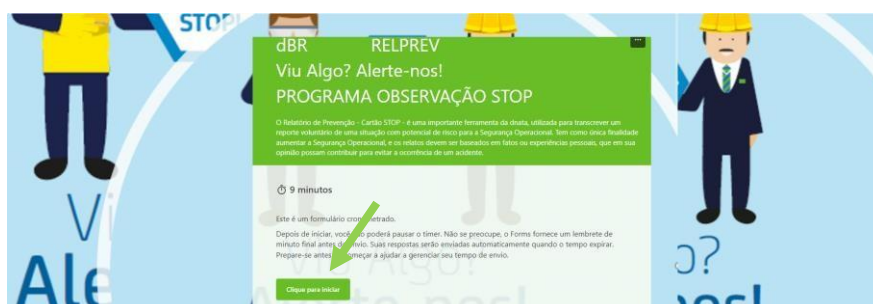 STOP!
dBR RELPREV
Viu Algo? Alerte-nos!
PROGRAMA OBSERVAÇÃO STOP
O Relatório de Prevenção - Cartão STOP - é uma importante ferramenta da dnata, utilizada para transcrever um
reporte voluntário de uma situação com potencial de risco para a Segurança Operacional. Tem como única finalidade
aumentar a Segurança Operacional, e os relatos devem ser baseados em fatos ou experiências pessoais, que em sua
opinião possam contribuir para evitar a ocorrência de um acidente.
9 minutos
Este é um formulário cronometrado.
Depois de iniciar, você não poderá pausar o timer. Não se preocupe, o Forms fornece um lembrete de
minuto final antes do envio. Suas respostas serão enviadas automaticamente quando o tempo expirar.
Prepare-se antes de começar a ajudar a gerenciar seu tempo de envio.
Clique para iniciar